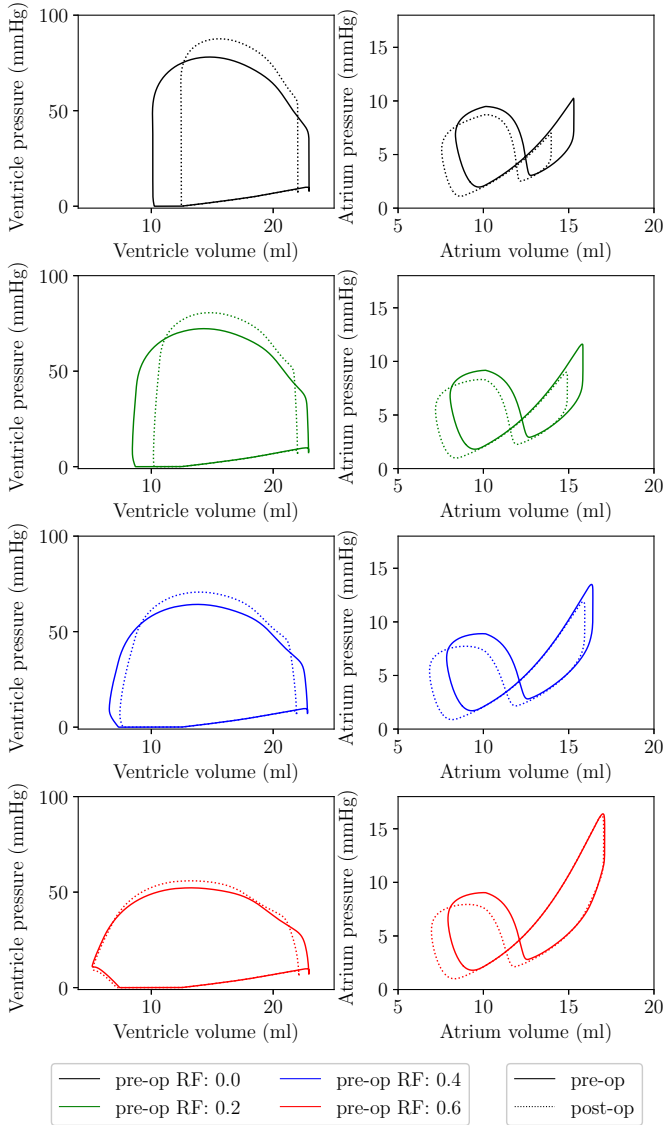 100
50
0
Ventricle pressure (mmHg)
10
20
Ventricle volume (ml)
15
10
5
0
Atrium pressure (mmHg)
5
10
15
20
Atrium volume (ml)
100
50
0
Ventricle pressure (mmHg)
10
20
Ventricle volume (ml)
15
10
5
0
Atrium pressure (mmHg)
5
10
15
20
Atrium volume (ml)
100
50
0
Ventricle pressure (mmHg)
10
20
Ventricle volume (ml)
15
10
5
0
Atrium pressure (mmHg)
5
10
15
20
Atrium volume (ml)
100
50
0
Ventricle pressure (mmHg)
10
20
Ventricle volume (ml)
15
10
5
0
Atrium pressure (mmHg)
5
10
15
20
Atrium volume (ml)
pre-op RF: 0.0
pre-op RF: 0.2
pre-op RF: 0.4
pre-op RF: 0.6
pre-op
post-op